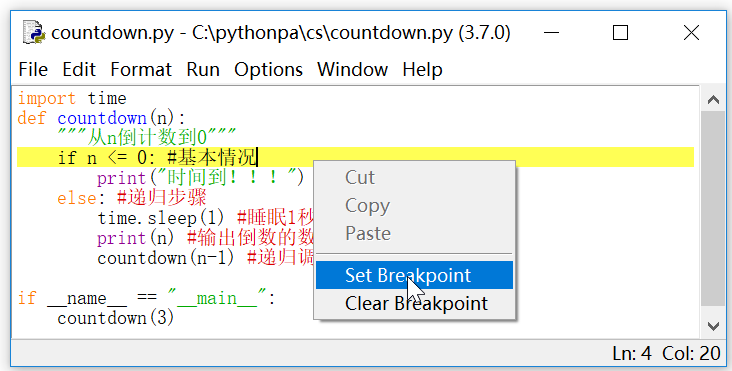 countdown.py - C:\pythonpa\cs\countdown.py (3.7.0)
File Edit Format Run Options Window Help
import time
def countdown(n):
    """从n倒计数到0"""
    if n <= 0: #基本情况
        print("时间到！！！")
    else: #递归步骤
        time.sleep(1) #睡眠1秒
        print(n) #输出倒数的数
        countdown(n-1) #递归调
if __name__ == "__main__":
    countdown(3)
Cut
Copy
Paste
Set Breakpoint
Clear Breakpoint
Ln: 4 Col: 20